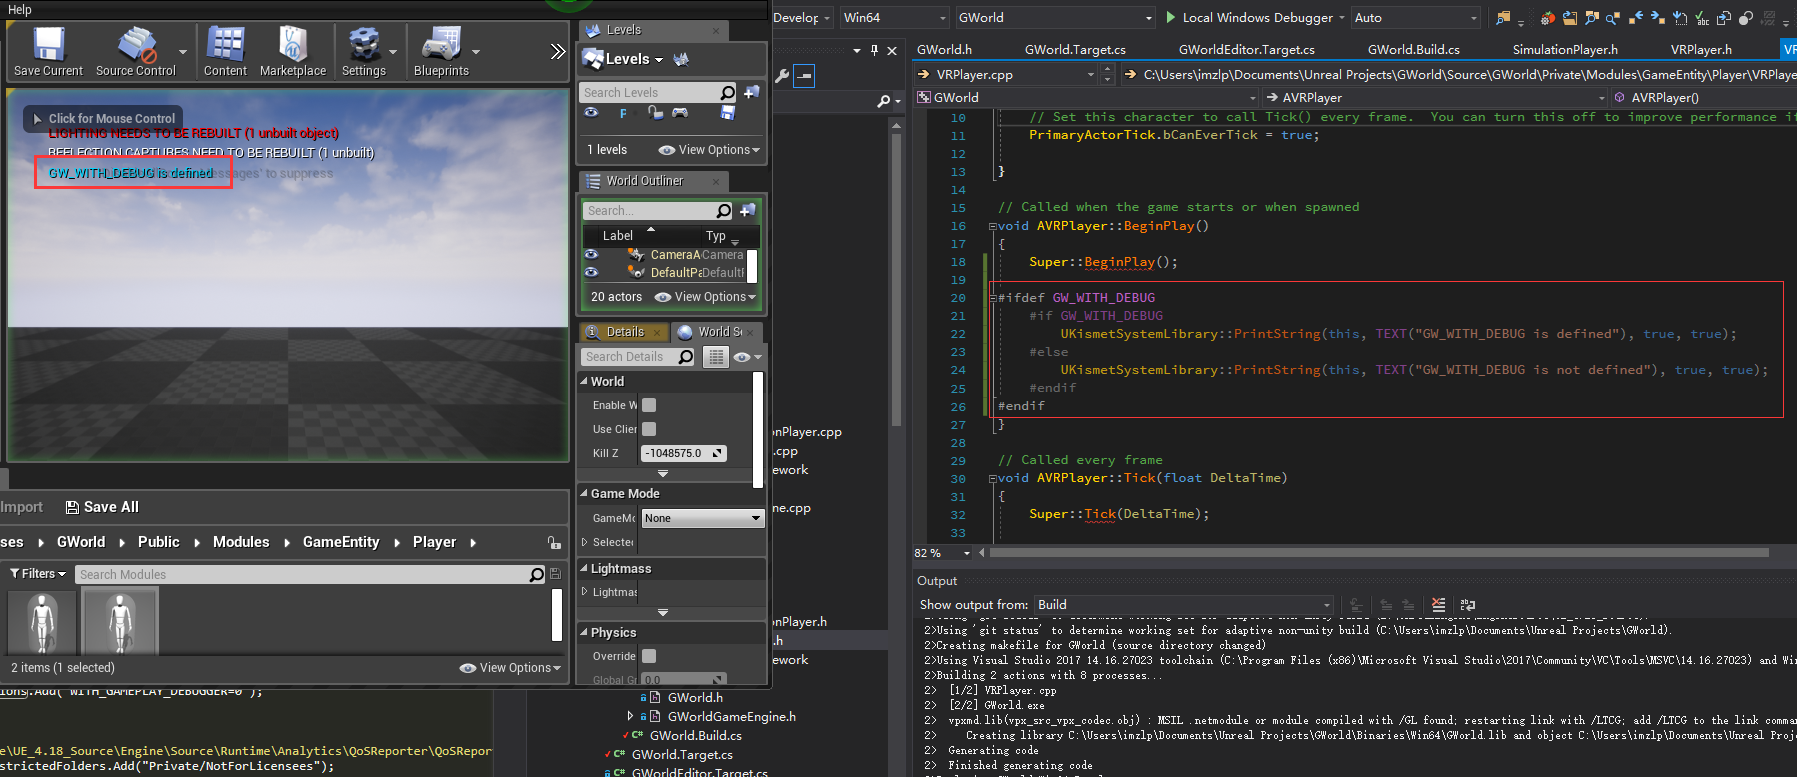 Help
Save Current
Source Control
Content
Marketplace
Settings
Blueprints
Click for Mouse Control
LIGHTING NEEDS TO BE REBUILT (1 unbuilt object)
REFLECTION CAPTURES NEED TO BE REBUILT (1 unbuilt)
GW_WITH_DEBUG is defined
to suppress
Import
Save All
ses
GWorld
Public
Modules
GameEntity
Player
Filters
Search Modules
2 items (1 selected)
View Options
Levels
Levels
Search Levels
1 levels
View Options
World Outliner
Search...
Label
Typ
CameraA Camera
DefaultPa DefaultF
20 actors
View Options
Details
World Se
Search Details
World
Enable W
Use Clier
Kill Z
-1048575.0
Game Mode
GameMo
None
Selected
Lightmass
Lightmas
Physics
Override
Global Gr
0.0
ions.Add("WITH_GAMEPLAY_DEBUGGER=0");
e\UE_4.18_Source\Engine\Source\Runtime\Analytics\QoSReporter\QoSRepor
strictedFolders.Add("Private/NotForLicensees");
onPlayer.cpp
.cpp
ework
me.cpp
onPlayer.h
.h
ework
GWorld.h
GWorldGameEngine.h
GWorld.Build.cs
GWorld.Target.cs
GWorldEditor.Target.cs
Develop
Win64
GWorld
Local Windows Debugger
Auto
GWorld.h
GWorld.Target.cs
GWorldEditor.Target.cs
GWorld.Build.cs
SimulationPlayer.h
VRPlayer.h
VR
VRPlayer.cpp
C:\Users\imzlp\Documents\Unreal Projects\GWorld\Source\GWorld\Private\Modules\GameEntity\Player\VRPlaye
GWorld
AVRPlayer
AVRPlayer()
10 // Set this character to call Tick() every frame.  You can turn this off to improve performance i
11 PrimaryActorTick.bCanEverTick = true;
12
13 }
14
15 // Called when the game starts or when spawned
16 void AVRPlayer::BeginPlay()
17 {
18 Super::BeginPlay();
19
20 #ifdef GW_WITH_DEBUG
21 #if GW_WITH_DEBUG
22 UKismetSystemLibrary::PrintString(this, TEXT("GW_WITH_DEBUG is defined"), true, true);
23 #else
24 UKismetSystemLibrary::PrintString(this, TEXT("GW_WITH_DEBUG is not defined"), true, true);
25 #endif
26 #endif
27 }
28
29 // Called every frame
30 void AVRPlayer::Tick(float DeltaTime)
31 {
32 Super::Tick(DeltaTime);
33
82 %
Output
Show output from:
Build
2>Using 'git status' to determine working set for adaptive non-unity build (C:\Users\imzlp\Documents\Unreal Projects\GWorld).
2>Creating makefile for GWorld (source directory changed)
2>Using Visual Studio 2017 14.16.27023 toolchain (C:\Program Files (x86)\Microsoft Visual Studio\2017\Community\VC\Tools\MSVC\14.16.27023) and Win
2>Building 2 actions with 8 processes...
2>  [1/2] VRPlayer.cpp
2>  [2/2] GWorld.exe
2>  vpxmd.lib(vpx_src_vpx_codec.obj) : MSIL .netmodule or module compiled with /GL found; restarting link with /LTCG; add /LTCG to the link comma
2>     Creating library C:\Users\imzlp\Documents\Unreal Projects\GWorld\Binaries\Win64\GWorld.lib and object C:\Users\imzlp\Documents\Unreal Projects
2>  Generating code
2>  Finished generating code